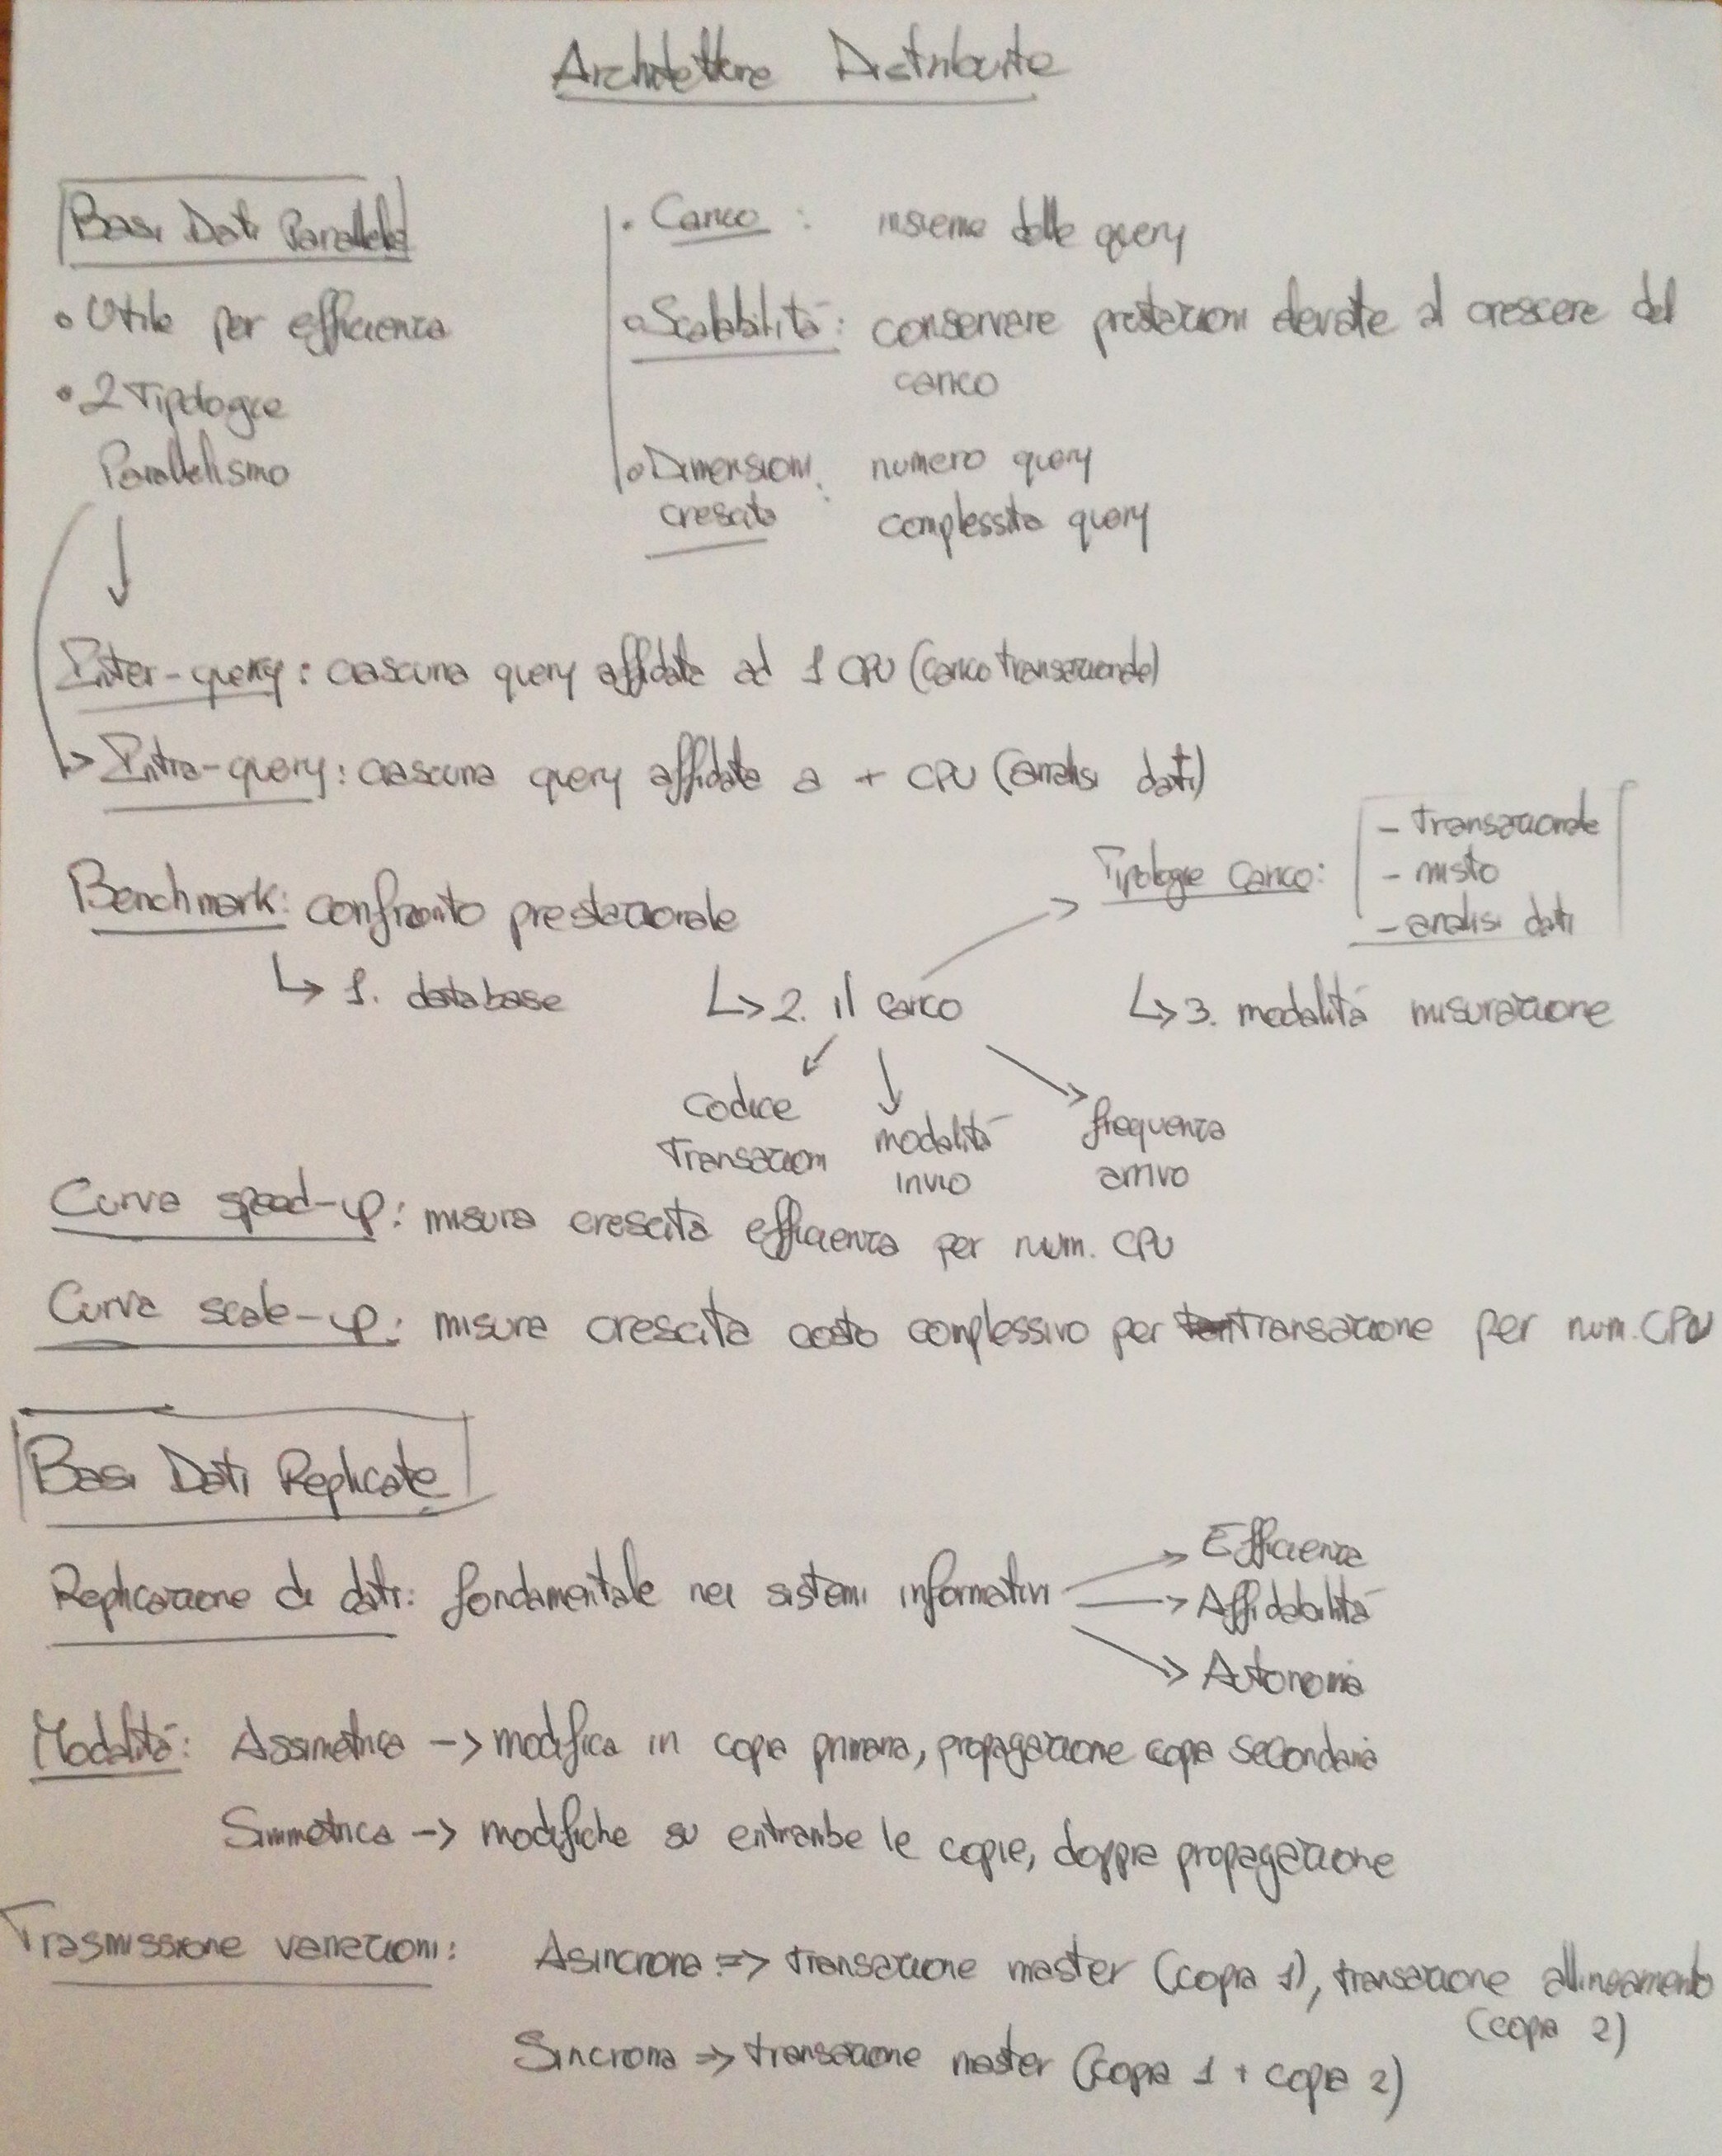 Architetture Distribuite
Basi Dati Parallele
• Utile per efficienza
• 2 Tipologie
Parallelismo
• Carico : insieme delle query
• Scalabilità : conservare prestazioni elevate al crescere del
carico
• Dimensioni : numero query
crescita complessità query
Inter-query : ciascuna query affidata ad 1 CPU (carico transazionale)
Intra-query : ciascuna query affidata a + CPU (analisi dati)
Benchmark : confronto prestazionale
1. database
2. il carico
3. modalità misurazione
Tipologie carico :
- transazionale
- misto
- analisi dati
codice
transazioni
modalità
invio
frequenza
arrivo
Curva speed-up : misura crescita efficienza per num. CPU
Curva scale-up : misura crescita costo complessivo per transazione per num. CPU
Basi Dati Replicate
Replicazione di dati : fondamentale nei sistemi informativi
Efficienza
Affidabilità
Autonomia
Modalità : Assimetrica -> modifica in copia primaria, propagazione copia secondaria
Simmetrica -> modifiche su entrambe le copie, doppia propagazione
Trasmissione variazioni : Asincrona => transazione master (copia 1), transazione allineamento
(copia 2)
Sincrona => transazione master (copia 1 + copia 2)